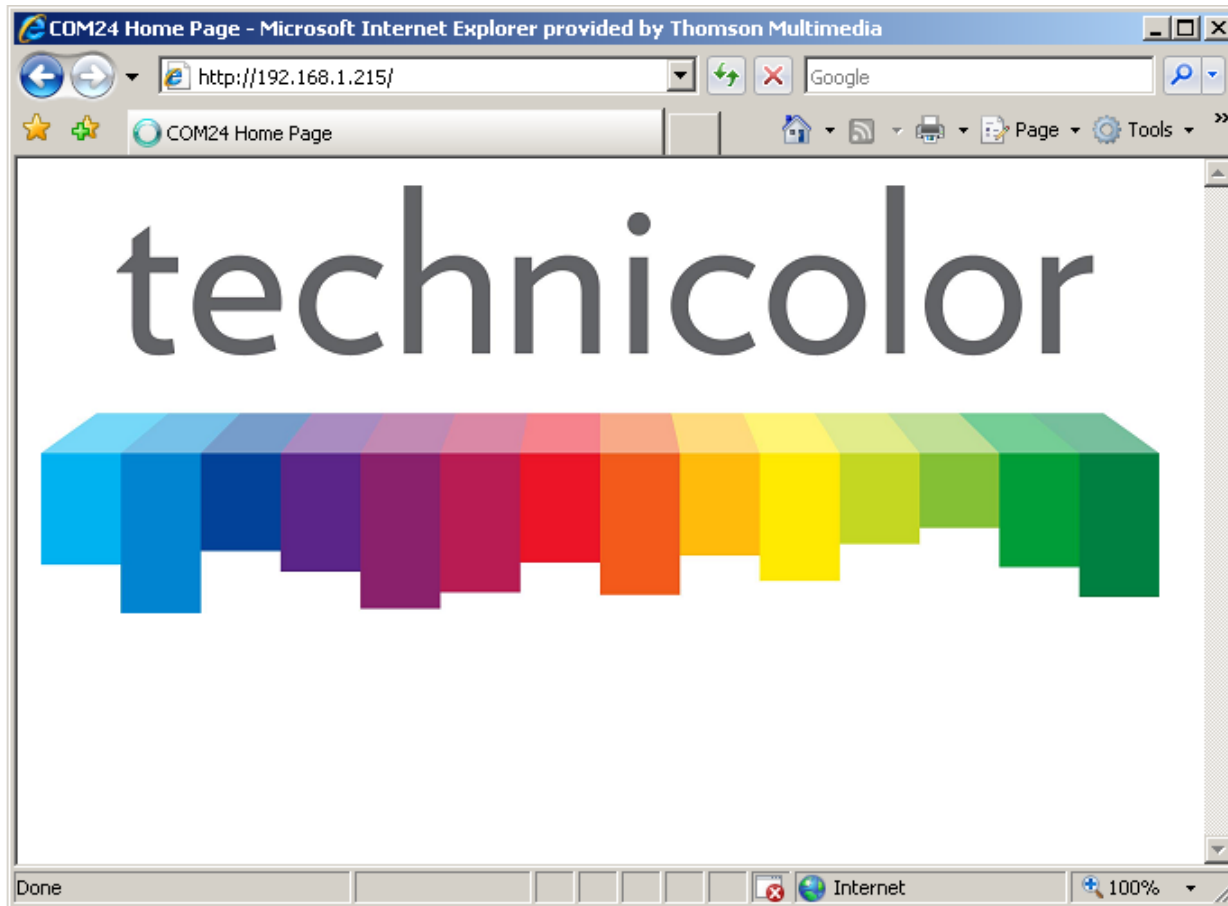 COM24 Home Page - Microsoft Internet Explorer provided by Thomson Multimedia
http://192.168.1.215/
Google
COM24 Home Page
Page
Tools
technicolor
Done
Internet
100%